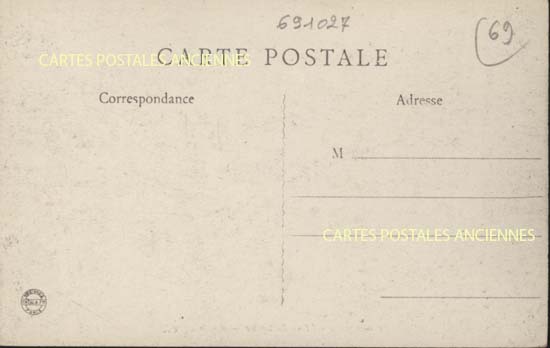 691027
69
CARTE POSTALE
CARTES POSTALES ANCIENNES
Correspondance
Adresse
M
CARTES POSTALES ANCIENNES